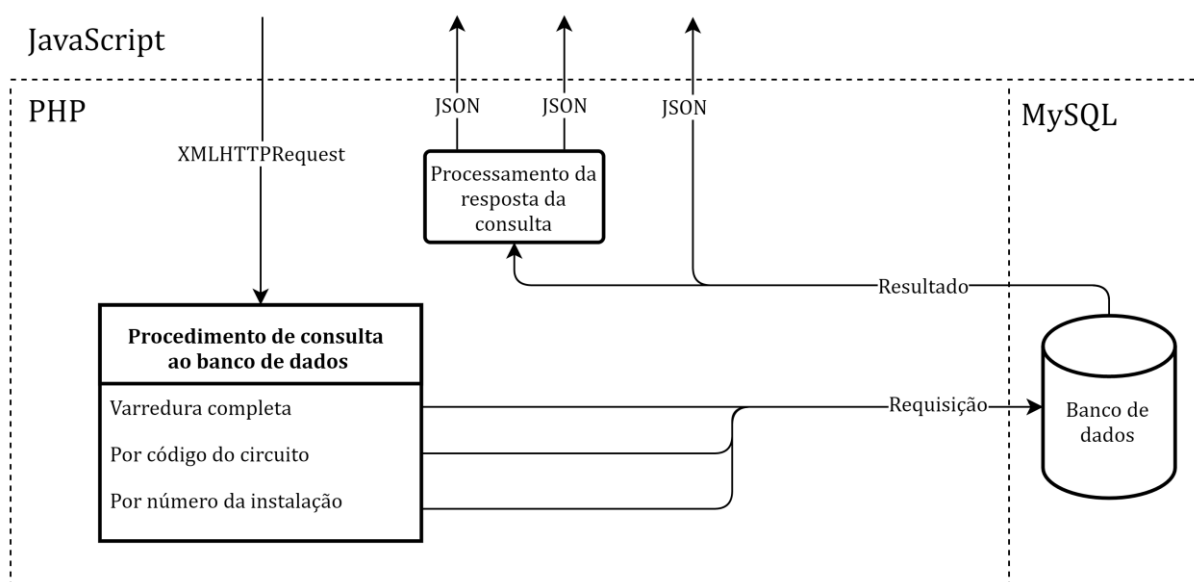 JavaScript
PHP
JSON
JSON
JSON
MySQL
XMLHTTPRequest
Processamento da
resposta da
consulta
Resultado
Procedimento de consulta
ao banco de dados
Varredura completa
Requisição
Banco de
dados
Por código do circuito
Por número da instalação